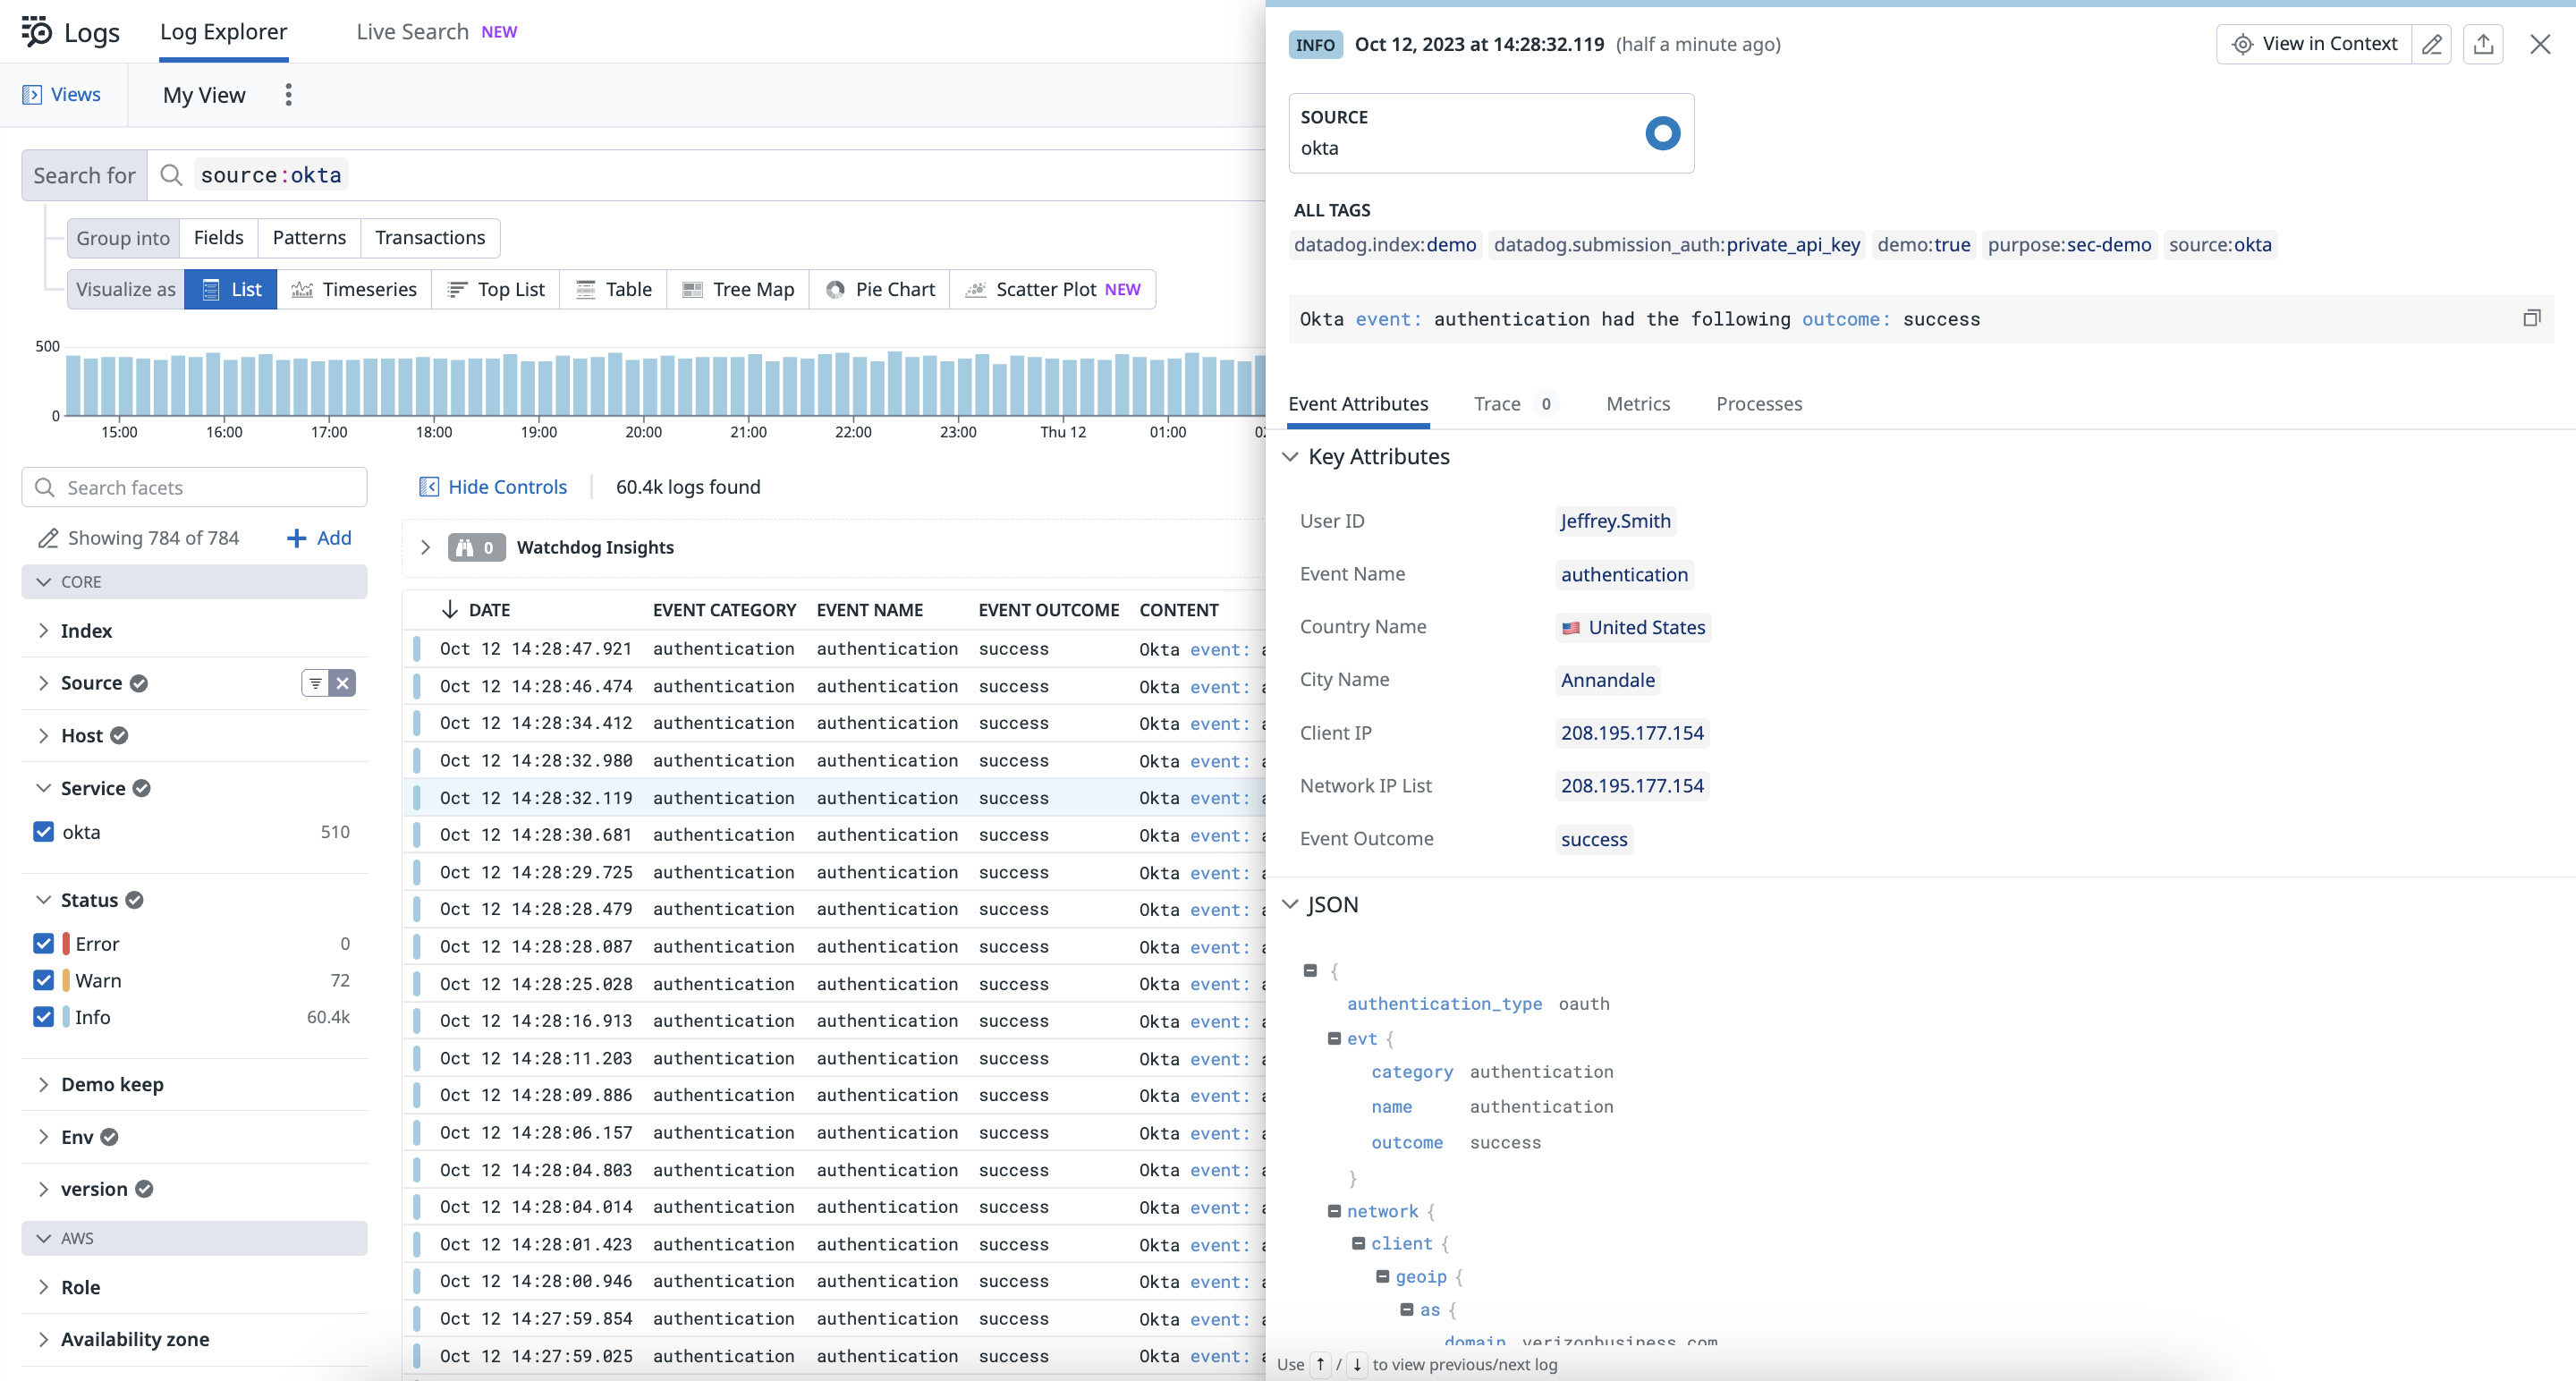 Logs
Log Explorer
Live Search NEW
Views
My View
Search for
source:okta
Group into Fields Patterns Transactions
Visualize as List Timeseries Top List Table Tree Map Pie Chart Scatter Plot NEW
500
0
15:00 16:00 17:00 18:00 19:00 20:00 21:00 22:00 23:00 Thu 12 01:00
Search facets
Showing 784 of 784
Add
CORE
Index
Source
Host
Service
okta 510
Status
Error 0
Warn 72
Info 60.4k
Demo keep
Env
version
AWS
Role
Availability zone
Hide Controls
60.4k logs found
0 Watchdog Insights
DATE EVENT CATEGORY EVENT NAME EVENT OUTCOME CONTENT
Oct 12 14:28:47.921 authentication authentication success Okta event:
Oct 12 14:28:46.474 authentication authentication success Okta event:
Oct 12 14:28:34.412 authentication authentication success Okta event:
Oct 12 14:28:32.980 authentication authentication success Okta event:
Oct 12 14:28:32.119 authentication authentication success Okta event:
Oct 12 14:28:30.681 authentication authentication success Okta event:
Oct 12 14:28:29.725 authentication authentication success Okta event:
Oct 12 14:28:28.479 authentication authentication success Okta event:
Oct 12 14:28:28.087 authentication authentication success Okta event:
Oct 12 14:28:25.028 authentication authentication success Okta event:
Oct 12 14:28:16.913 authentication authentication success Okta event:
Oct 12 14:28:11.203 authentication authentication success Okta event:
Oct 12 14:28:09.886 authentication authentication success Okta event:
Oct 12 14:28:06.157 authentication authentication success Okta event:
Oct 12 14:28:04.803 authentication authentication success Okta event:
Oct 12 14:28:04.014 authentication authentication success Okta event:
Oct 12 14:28:01.423 authentication authentication success Okta event:
Oct 12 14:28:00.946 authentication authentication success Okta event:
Oct 12 14:27:59.854 authentication authentication success Okta event:
Oct 12 14:27:59.025 authentication authentication success Okta event:
INFO Oct 12, 2023 at 14:28:32.119 (half a minute ago)
View in Context
SOURCE
okta
ALL TAGS
datadog.index:demo datadog.submission_auth:private_api_key demo:true purpose:sec-demo source:okta
Okta event: authentication had the following outcome: success
Event Attributes Trace 0 Metrics Processes
Key Attributes
User ID Jeffrey.Smith
Event Name authentication
Country Name United States
City Name Annandale
Client IP 208.195.177.154
Network IP List 208.195.177.154
Event Outcome success
JSON
{
authentication_type oauth
evt {
category authentication
name authentication
outcome success
}
network {
client {
geoip {
as {
domain verizonbusiness.com
Use ↑ / ↓ to view previous/next log